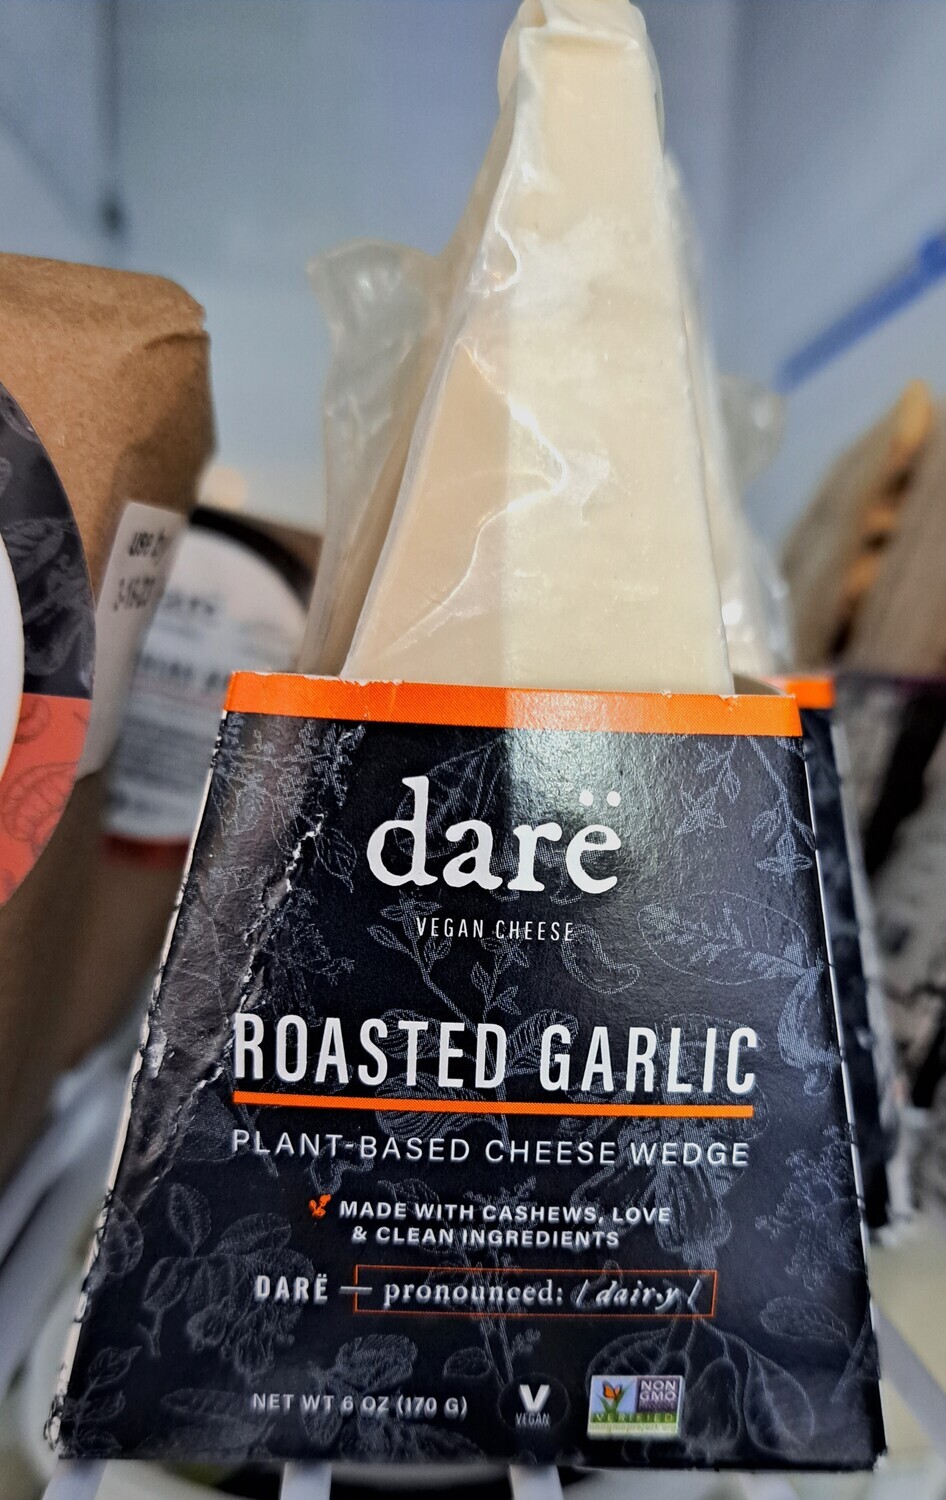 use by
darë
VEGAN CHEESE
ROASTED GARLIC
PLANT-BASED CHEESE WEDGE
MADE WITH CASHEWS, LOVE
& CLEAN INGREDIENTS
DARË — pronounced: / dair·y /
NET WT 6 OZ (170 G)
V
VEGAN
NON
GMO
VERIFIED